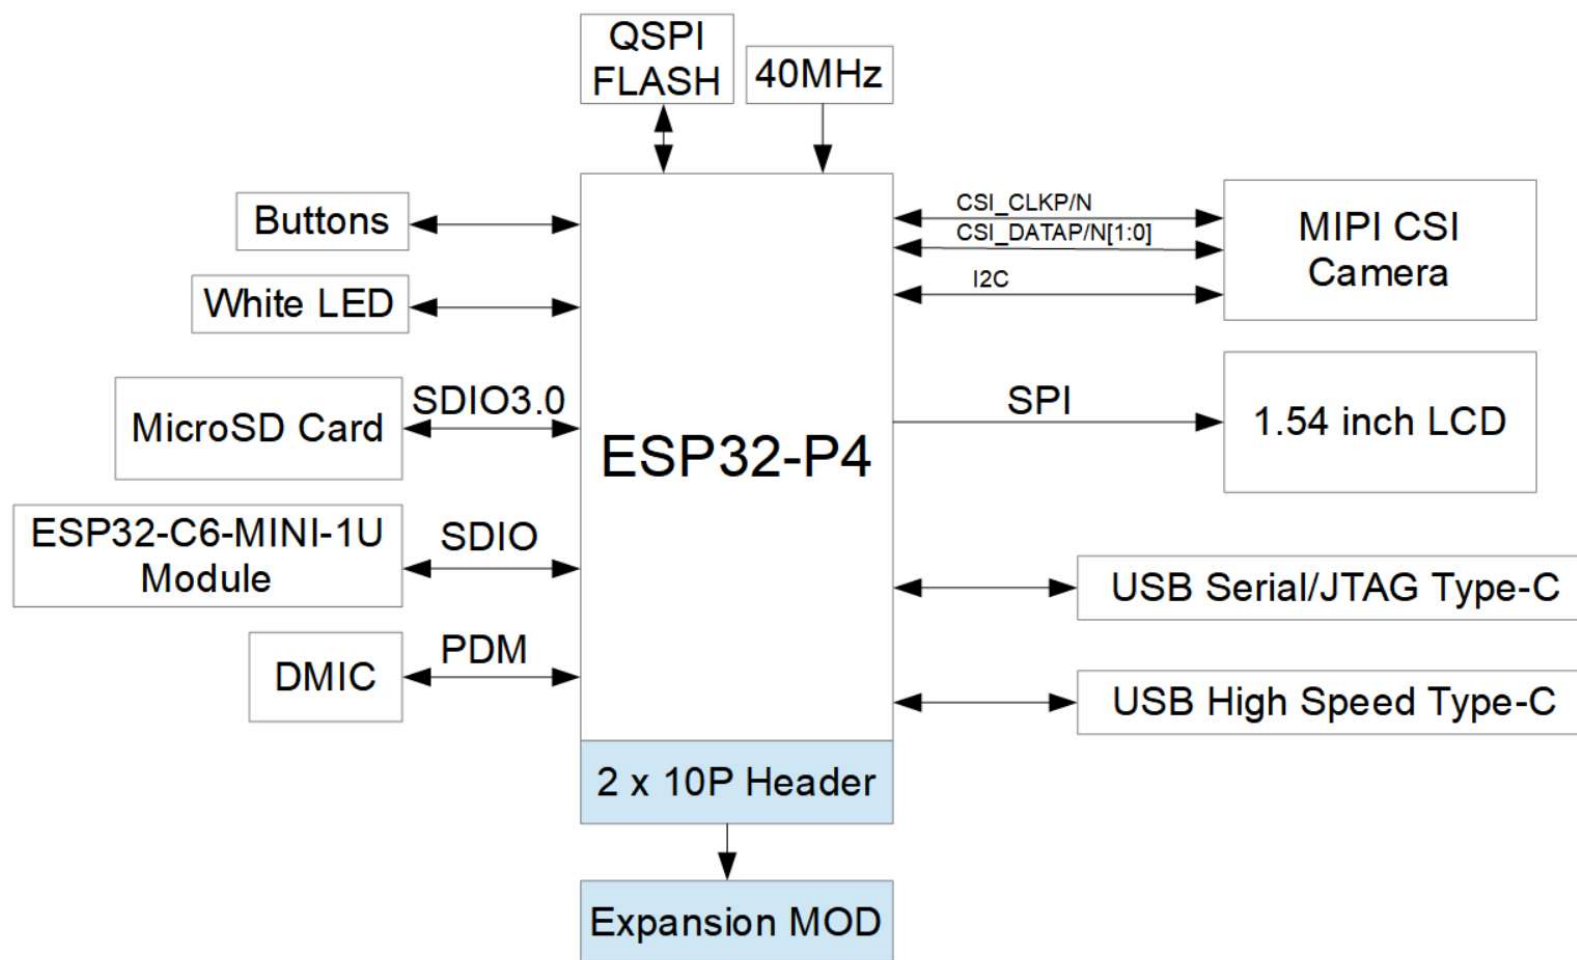 QSPI
FLASH
40MHz
Buttons
CSI_CLKP/N
CSI_DATAP/N[1:0]
I2C
MIPI CSI
Camera
White LED
MicroSD Card
SDIO3.0
ESP32-P4
SPI
1.54 inch LCD
ESP32-C6-MINI-1U
Module
SDIO
USB Serial/JTAG Type-C
DMIC
PDM
USB High Speed Type-C
2 x 10P Header
Expansion MOD